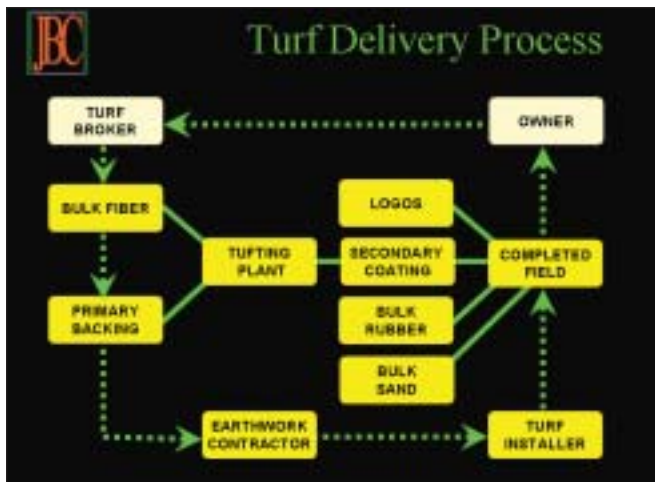 JBC
Turf Delivery Process
TURF
BROKER
OWNER
BULK FIBER
LOGOS
TUFTING
PLANT
SECONDARY
COATING
COMPLETED
FIELD
PRIMARY
BACKING
BULK
RUBBER
BULK
SAND
EARTHWORK
CONTRACTOR
TURF
INSTALLER